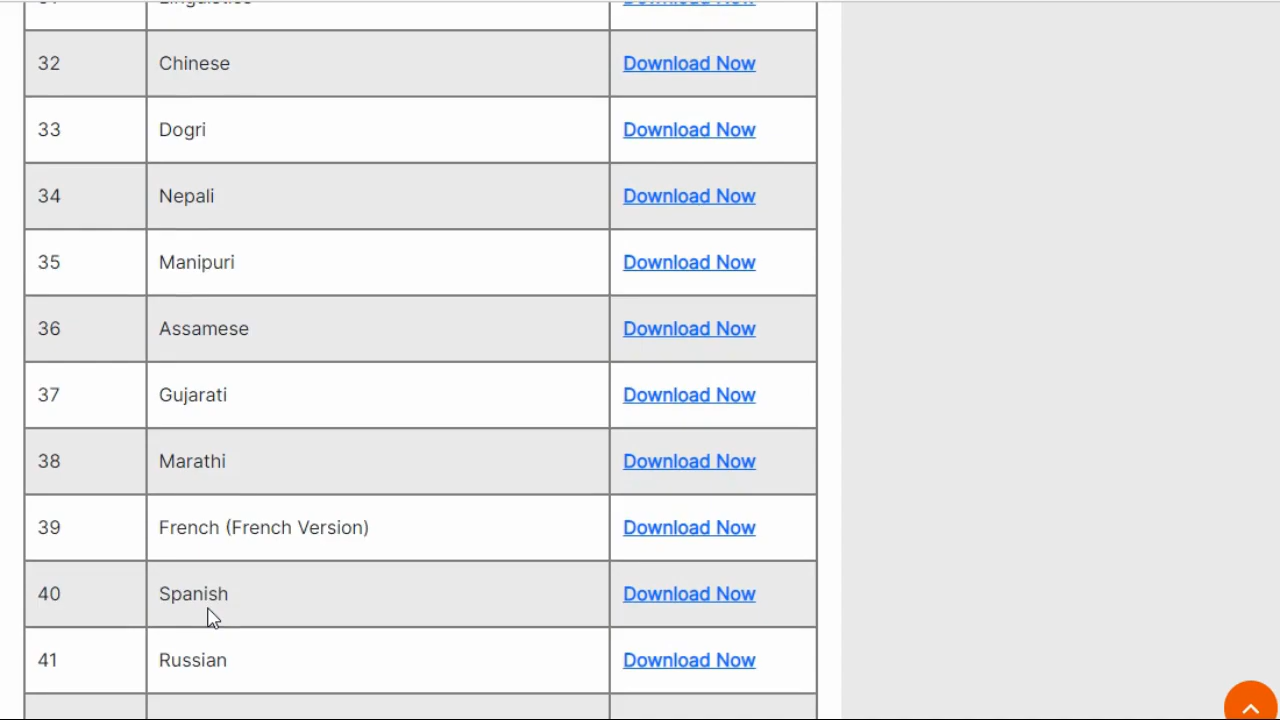 32 Chinese Download Now
33 Dogri Download Now
34 Nepali Download Now
35 Manipuri Download Now
36 Assamese Download Now
37 Gujarati Download Now
38 Marathi Download Now
39 French (French Version) Download Now
40 Spanish Download Now
41 Russian Download Now